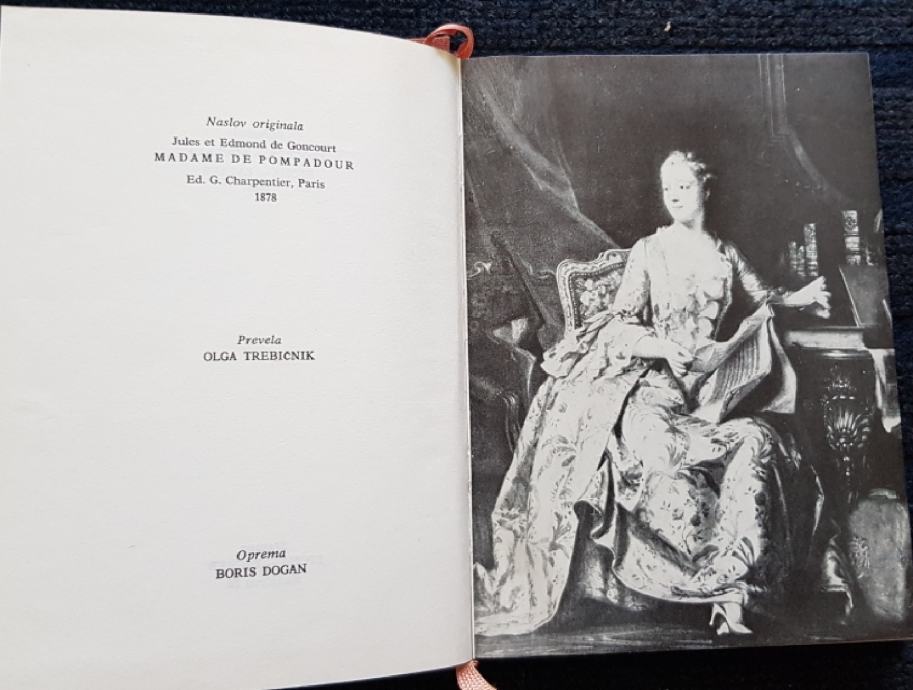 Naslov originala
Jules et Edmond de Goncourt
MADAME DE POMPADOUR
Ed. G. Charpentier, Paris
1878
Prevela
OLGA TREBIČNIK
Oprema
BORIS DOGAN